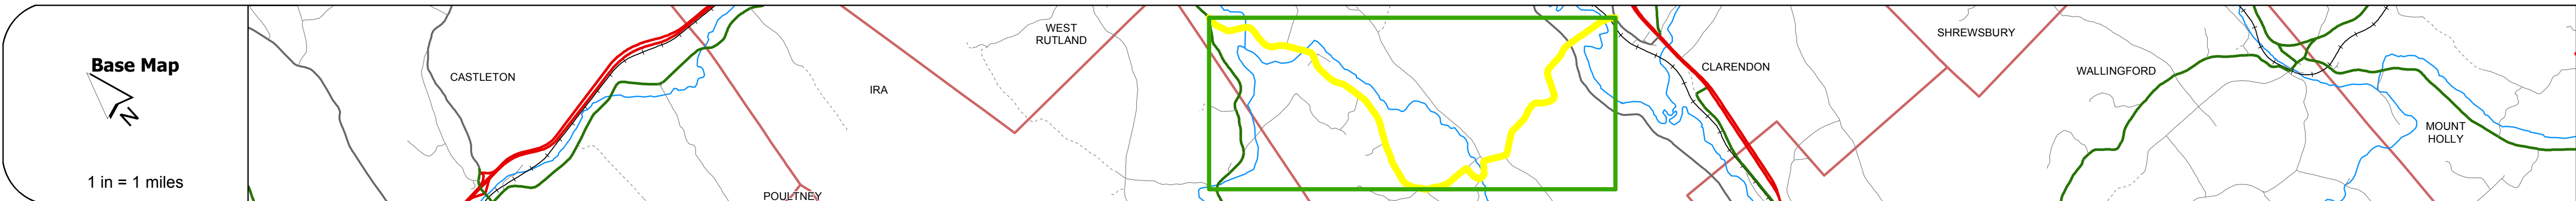 Base Map
N
1 in = 1 miles
CASTLETON
POULTNEY
IRA
WEST
RUTLAND
CLARENDON
SHREWSBURY
WALLINGFORD
MOUNT
HOLLY